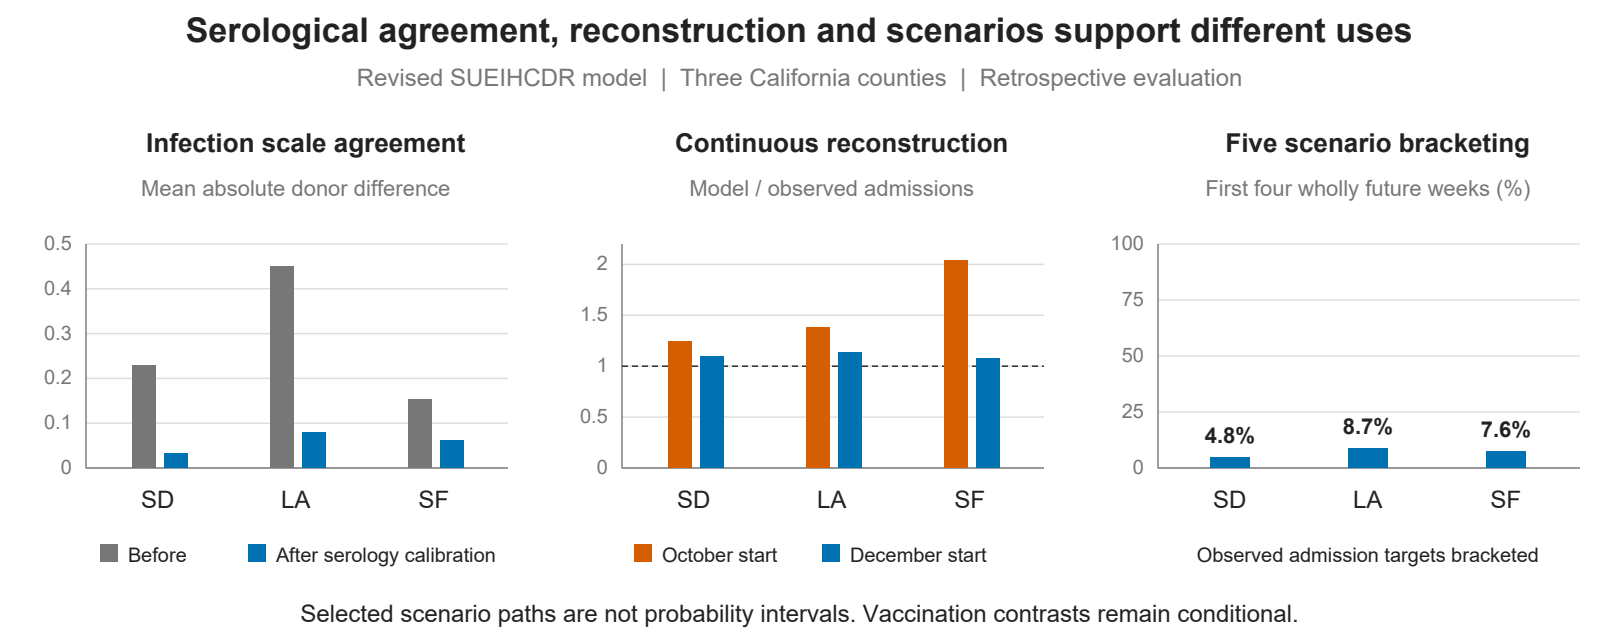 Serological agreement, reconstruction and scenarios support different uses
Revised SUEIHCDR model | Three California counties | Retrospective evaluation
Infection scale agreement
Mean absolute donor difference
0.5
0.4
0.3
0.2
0.1
0
SD LA SF
Before After serology calibration
Continuous reconstruction
Model / observed admissions
2
1.5
1
0.5
0
SD LA SF
October start December start
Five scenario bracketing
First four wholly future weeks (%)
100
75
50
25
0
4.8% 8.7% 7.6%
SD LA SF
Observed admission targets bracketed
Selected scenario paths are not probability intervals. Vaccination contrasts remain conditional.